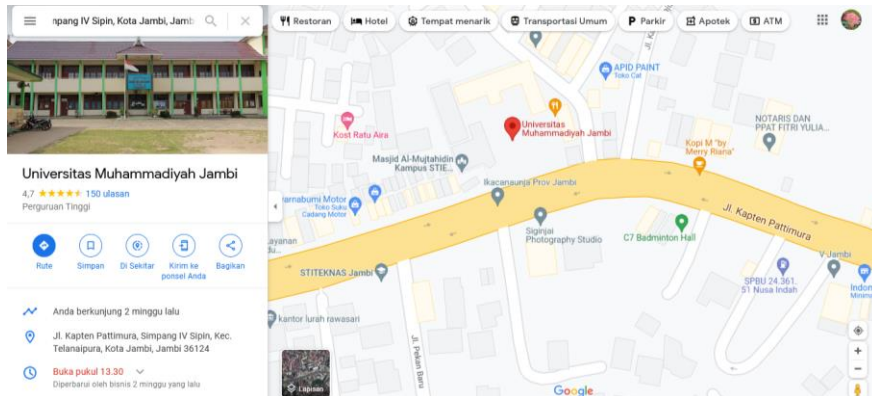 mpang IV Sipin, Kota Jambi, Jamb
Restoran
Hotel
Tempat menarik
Transportasi Umum
P Parkir
Apotek
ATM
Universitas Muhammadiyah Jambi
4,7 150 ulasan
Perguruan Tinggi
Rute
Simpan
Di Sekitar
Kirim ke
ponsel Anda
Bagikan
Anda berkunjung 2 minggu lalu
Jl. Kapten Pattimura, Simpang IV Sipin, Kec.
Telanaipura, Kota Jambi, Jambi 36124
Buka pukul 13.30
Diperbarui oleh bisnis 2 minggu yang lalu
APID PAINT
Toko Cat
Kost Ratu Aira
Universitas
Muhammadiyah Jambi
NOTARIS DAN
PPAT FITRI YULIA...
Kopi M "by
Merry Riana"
Masjid Al-Mujtahidin
Kampus STIE...
Ikacanaunja Prov Jambi
arnabumi Motor
Toko Suku
Cadang Motor
Jl. Kapten Pattimura
Siginjai
Photography Studio
C7 Badminton Hall
ayanan
du...
STITEKNAS Jambi
V Jambi
SPBU 24.361.
51 Nusa Indah
Indon
Minima
kantor lurah rawasari
Jl. Pekan Baru
Lapisan
Google